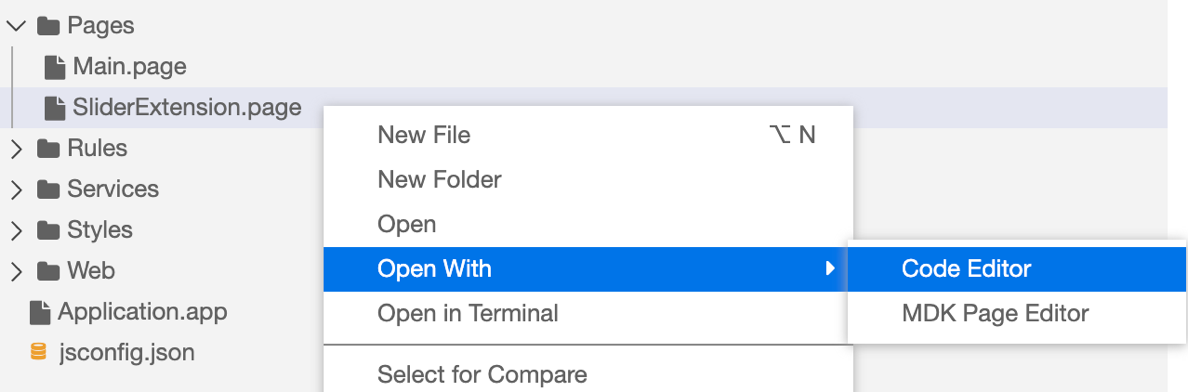 Pages
Main.page
SliderExtension.page
Rules
Services
Styles
Web
Application.app
jsconfig.json
New File ⌥ N
New Folder
Open
Open With
Open in Terminal
Select for Compare
Code Editor
MDK Page Editor